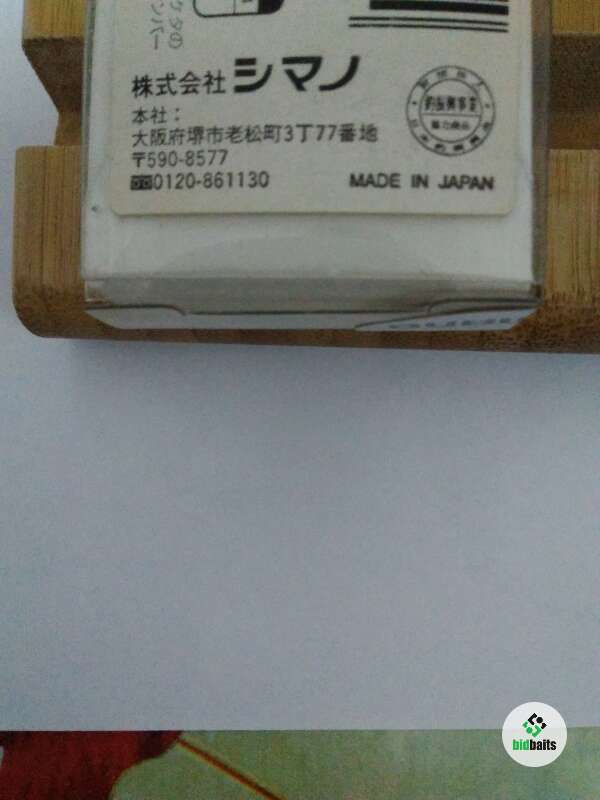 株式会社 シマノ
本社：
大阪府堺市老松町3丁77番地
〒590-8577
0120-861130
MADE IN JAPAN
bidbaits